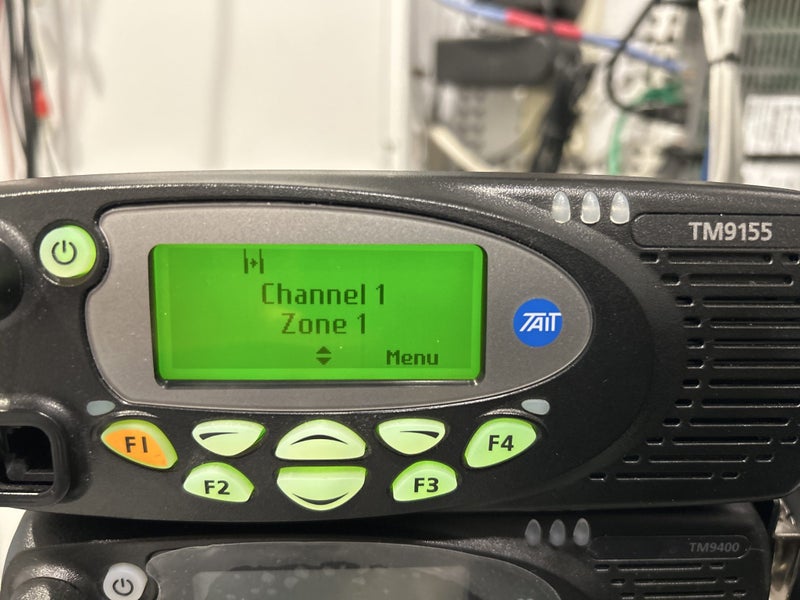 TM9155
Channel 1
Zone 1
Menu
TAIT
F1
F4
F2
F3
TM9400